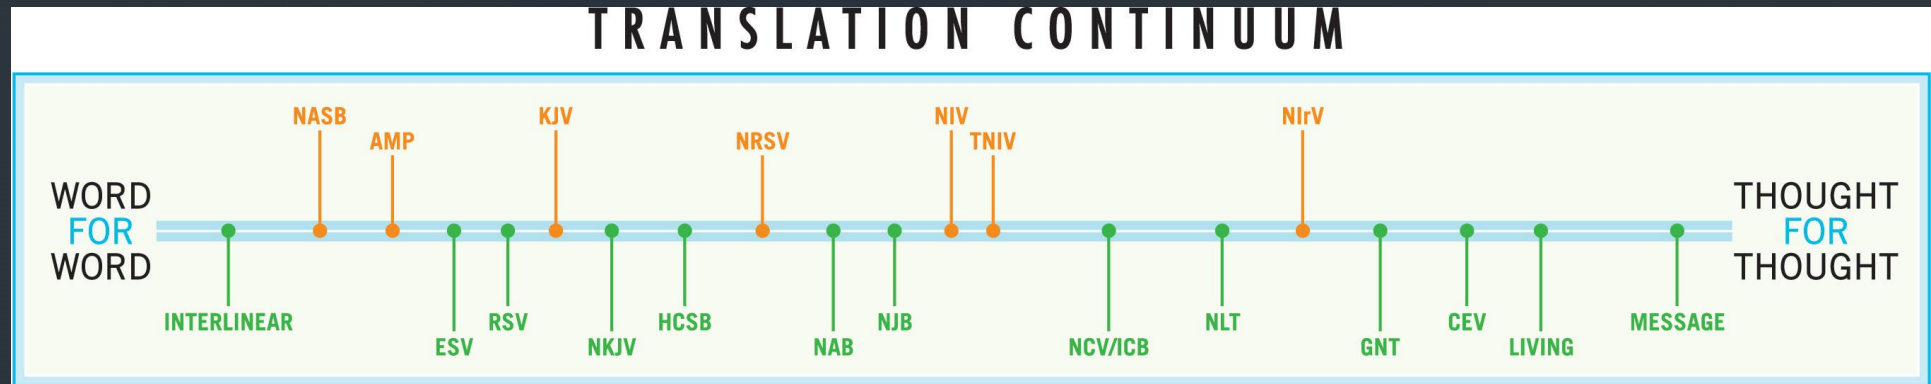 TRANSLATION CONTINUUM
NASB
KJV
NIV
NIrV
AMP
NRSV
TNIV
WORD
FOR
WORD
THOUGHT
FOR
THOUGHT
INTERLINEAR
RSV
HCSB
NJB
NLT
CEV
MESSAGE
ESV
NKJV
NAB
NCV/ICB
GNT
LIVING